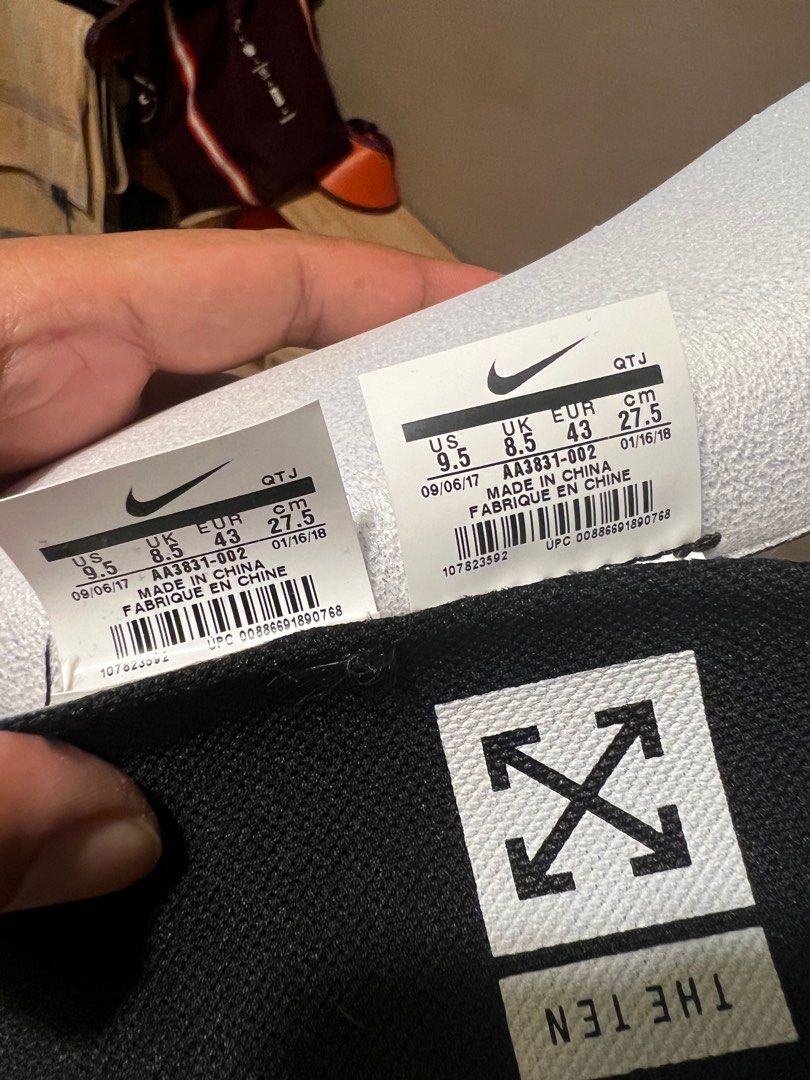 QTJ
US UK EUR cm
9.5 8.5 43 27.5
AA3831-002
09/06/17 01/16/18
MADE IN CHINA
FABRIQUE EN CHINE
107823592 UPC 00886691890768
QTJ
US UK EUR cm
9.5 8.5 43 27.5
AA3831-002
09/06/17 01/16/18
MADE IN CHINA
FABRIQUE EN CHINE
107823592 UPC 00886691890768
THE TEN